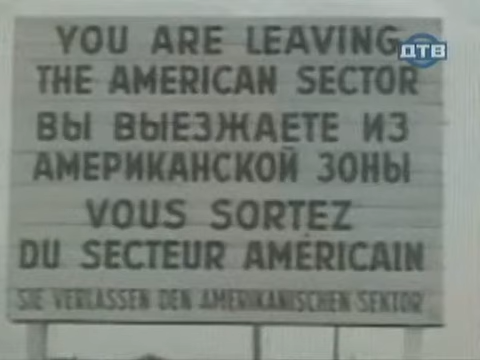 YOU ARE LEAVING
THE AMERICAN SECTOR
ВЫ ВЫЕЗЖАЕТЕ ИЗ
АМЕРИКАНСКОЙ ЗОНЫ
VOUS SORTEZ
DU SECTEUR AMÉRICAIN
SIE VERLASSEN DEN AMERIKANISCHEN SEKTOR
ДТВ